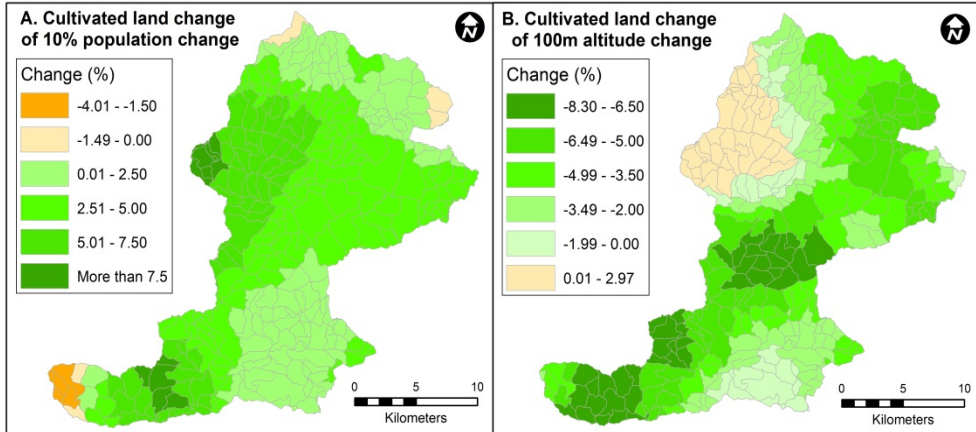 A. Cultivated land change
of 10% population change
N
Change (%)
-4.01 - -1.50
-1.49 - 0.00
0.01 - 2.50
2.51 - 5.00
5.01 - 7.50
More than 7.5
0 5 10
Kilometers
B. Cultivated land change
of 100m altitude change
N
Change (%)
-8.30 - -6.50
-6.49 - -5.00
-4.99 - -3.50
-3.49 - -2.00
-1.99 - 0.00
0.01 - 2.97
0 5 10
Kilometers